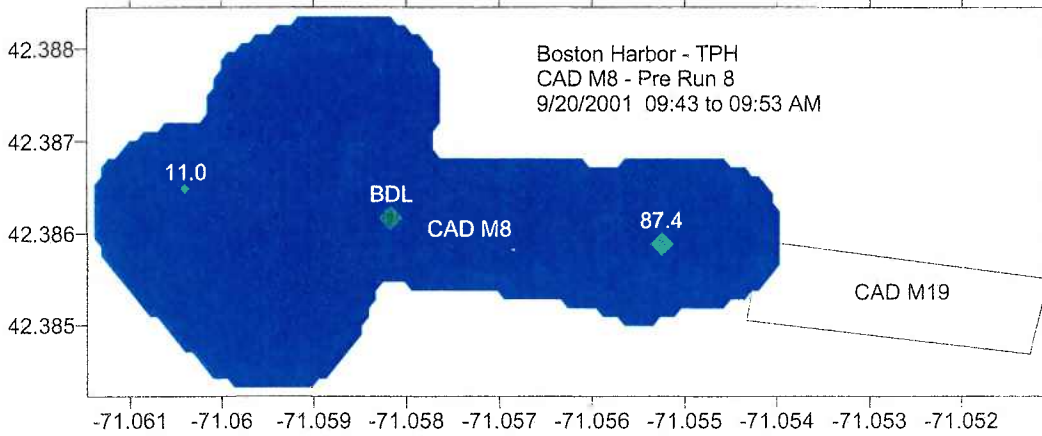 Boston Harbor - TPH
CAD M8 - Pre Run 8
9/20/2001 09:43 to 09:53 AM
42.388
42.387
42.386
42.385
11.0
BDL
CAD M8
87.4
CAD M19
-71.061 -71.06 -71.059 -71.058 -71.057 -71.056 -71.055 -71.054 -71.053 -71.052